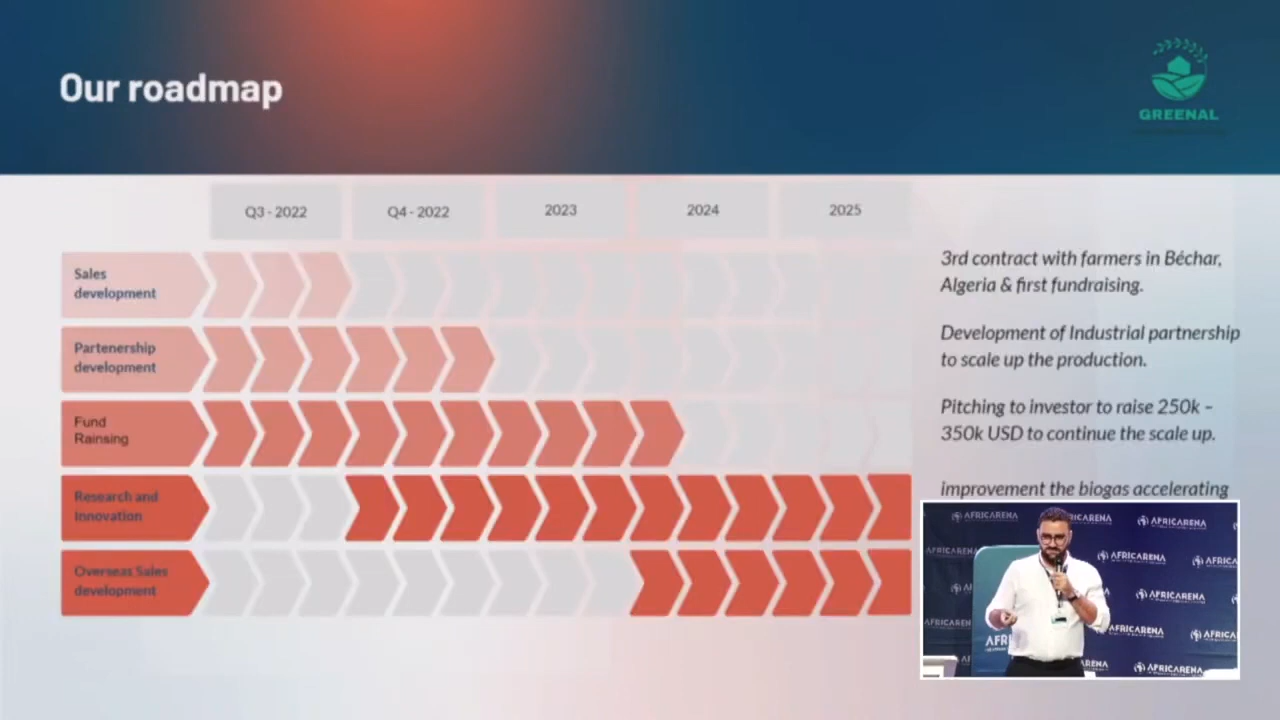 Our roadmap
GREENAL
Q3 - 2022
Q4 - 2022
2023
2024
2025
Sales
development
Partenership
development
Fund
Rainsing
Research and
Innovation
Overseas Sales
development
3rd contract with farmers in Béchar,
Algeria & first fundraising.
Development of Industrial partnership
to scale up the production.
Pitching to investor to raise 250k –
350k USD to continue the scale up.
improvement the biogas accelerating
AFRICARENA
AFRICARENA
AFRICARENA
AFRICARENA
AFRICARENA
AFRICARENA
AFRICARENA